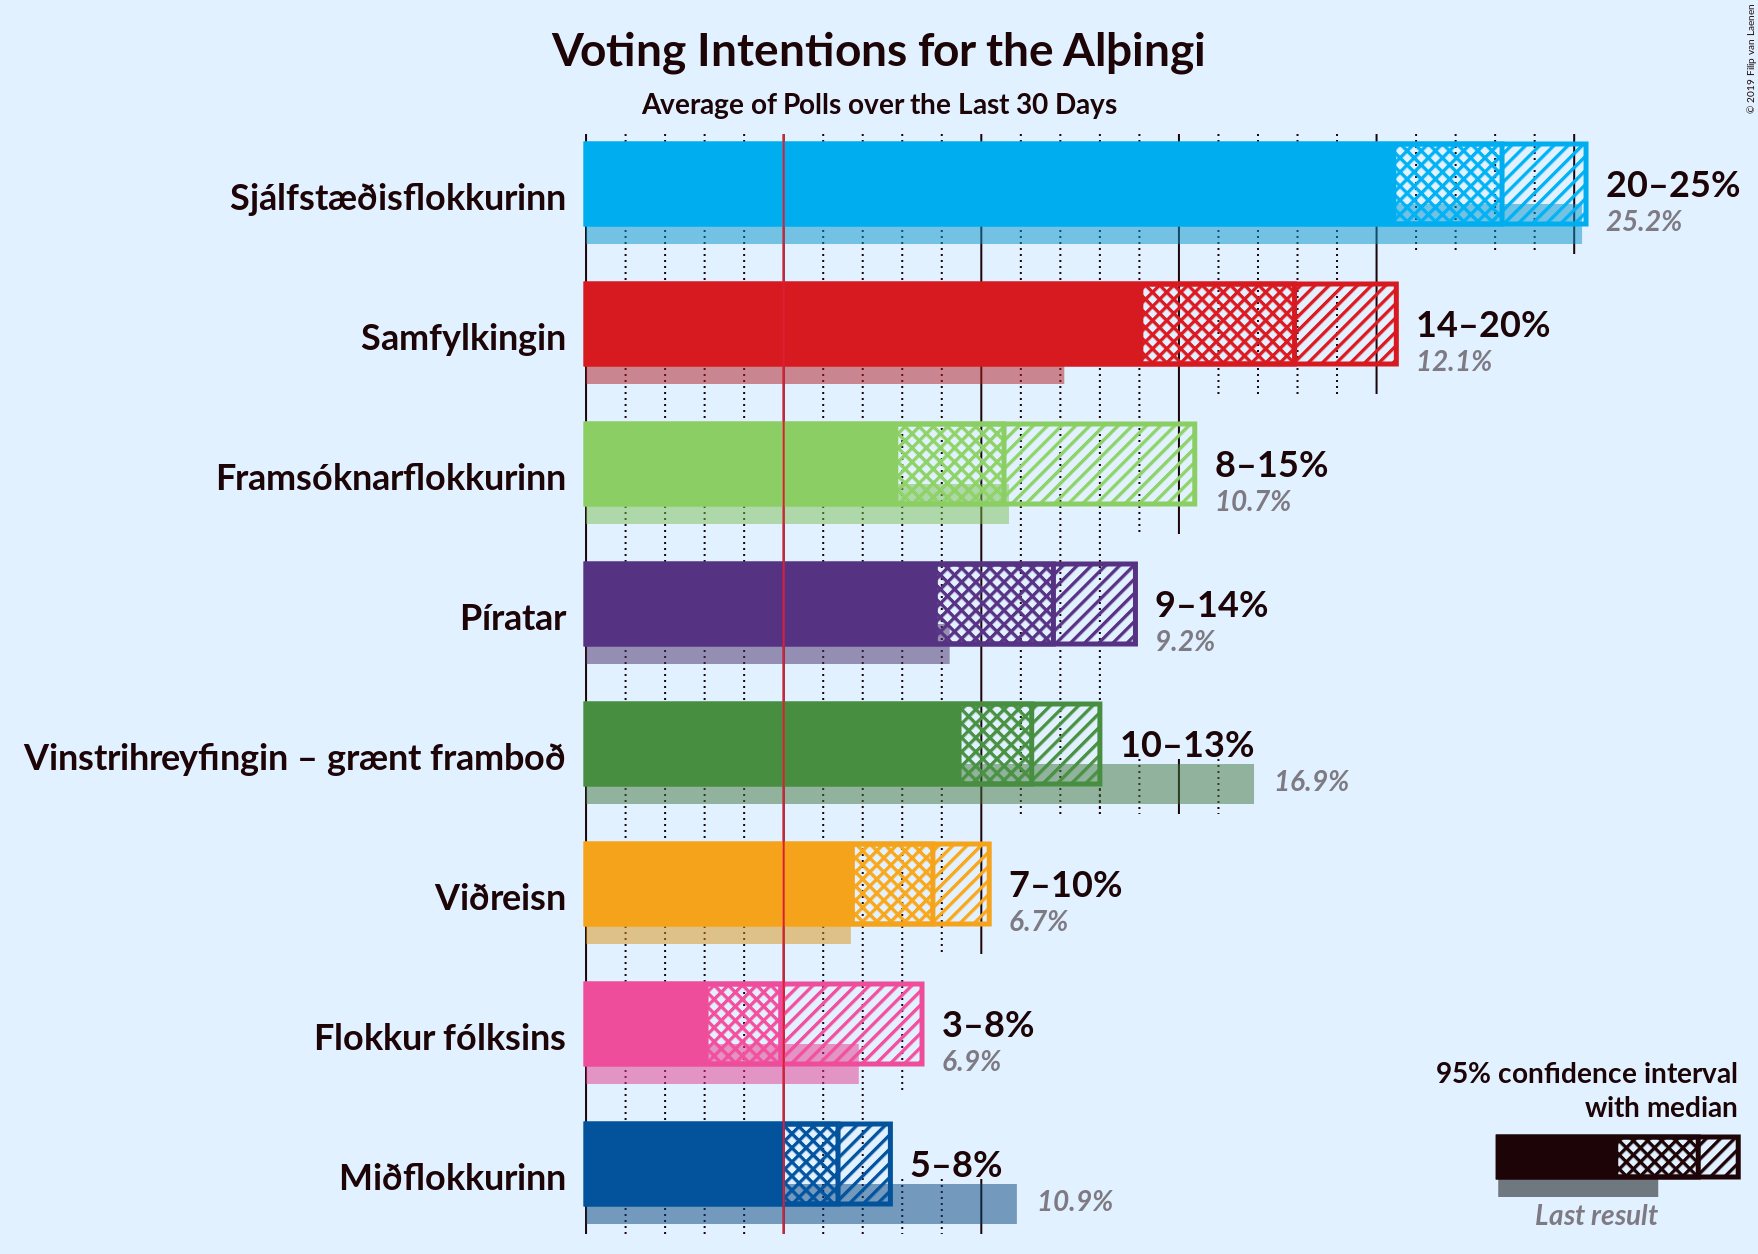 Voting Intentions for the Alþingi
Average of Polls over the Last 30 Days
© 2019 Filip van Laenen
Sjálfstæðisflokkurinn
20–25%
25.2%
Samfylkingin
14–20%
12.1%
Framsóknarflokkurinn
8–15%
10.7%
Píratar
9–14%
9.2%
Vinstrihreyfingin – grænt framboð
10–13%
16.9%
Viðreisn
7–10%
6.7%
Flokkur fólksins
3–8%
6.9%
Miðflokkurinn
5–8%
10.9%
95% confidence interval
with median
Last result